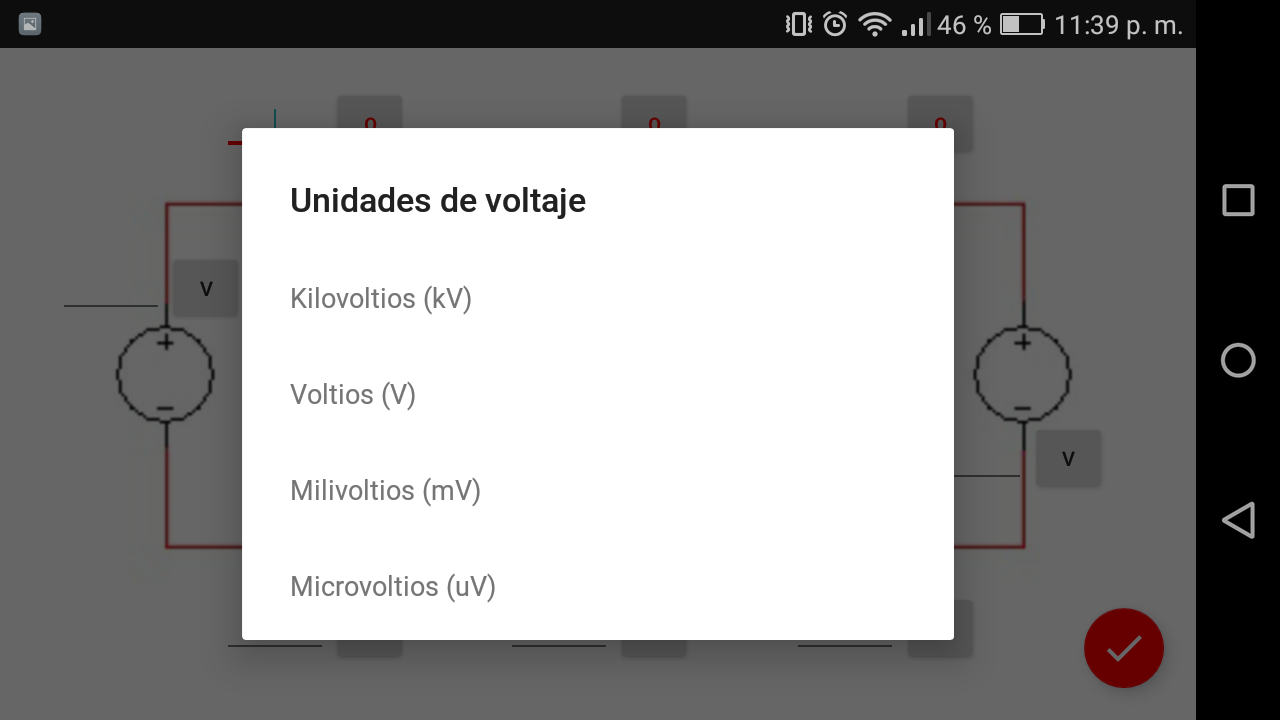 46 % 11:39 p. m.
Unidades de voltaje
Kilovoltios (kV)
V
Voltios (V)
V
Milivoltios (mV)
Microvoltios (uV)